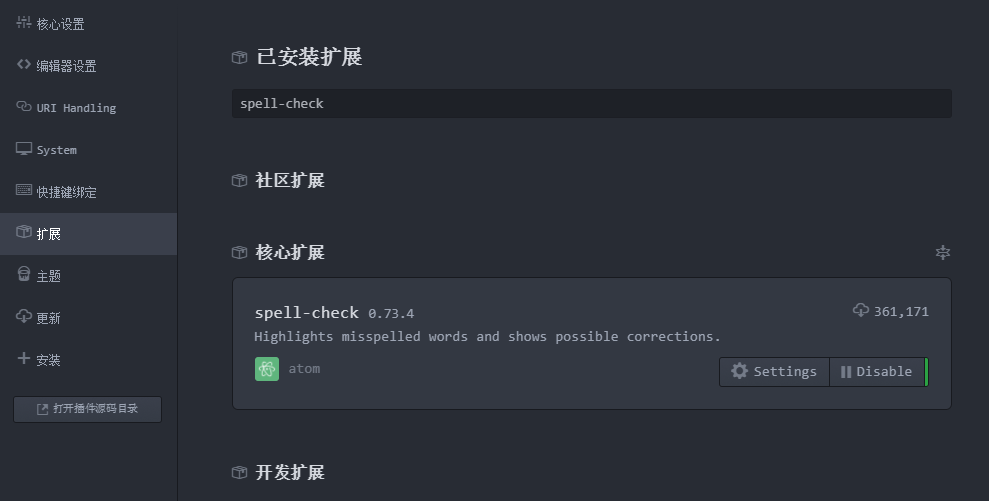 核心设置
编辑器设置
URI Handling
System
快捷键绑定
扩展
主题
更新
安装
打开插件源码目录
已安装扩展
spell-check
社区扩展
核心扩展
spell-check 0.73.4
361,171
Highlights misspelled words and shows possible corrections.
atom
Settings
Disable
开发扩展